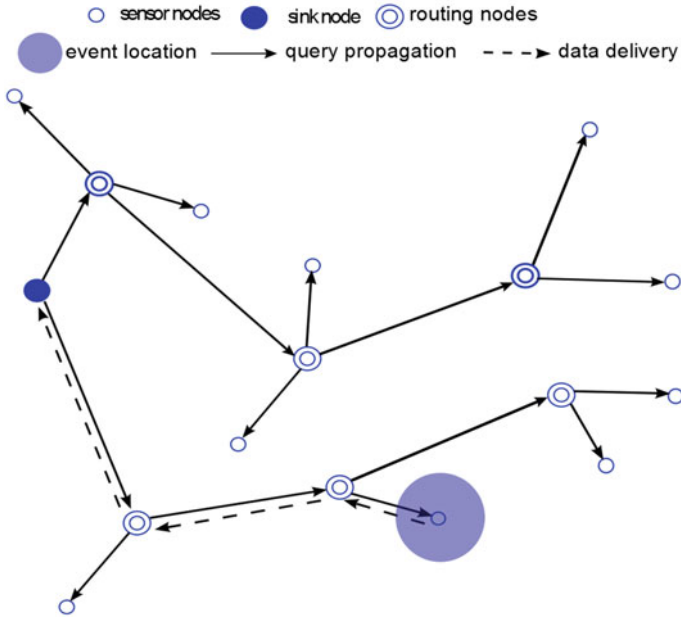 sensor nodes sink node routing nodes
event location query propagation data delivery